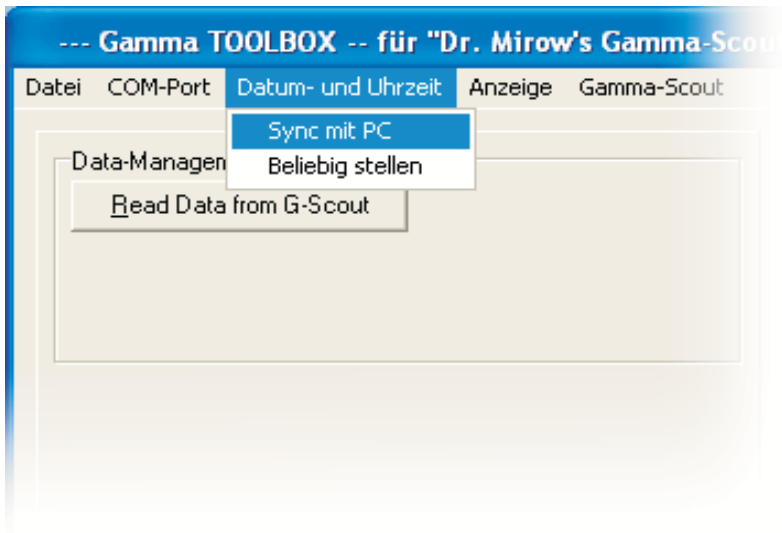 --- Gamma TOOLBOX -- für "Dr. Mirow's Gamma-Scou
Datei COM-Port Datum- und Uhrzeit Anzeige Gamma-Scout
Sync mit PC
Beliebig stellen
Data-Managen
Read Data from G-Scout